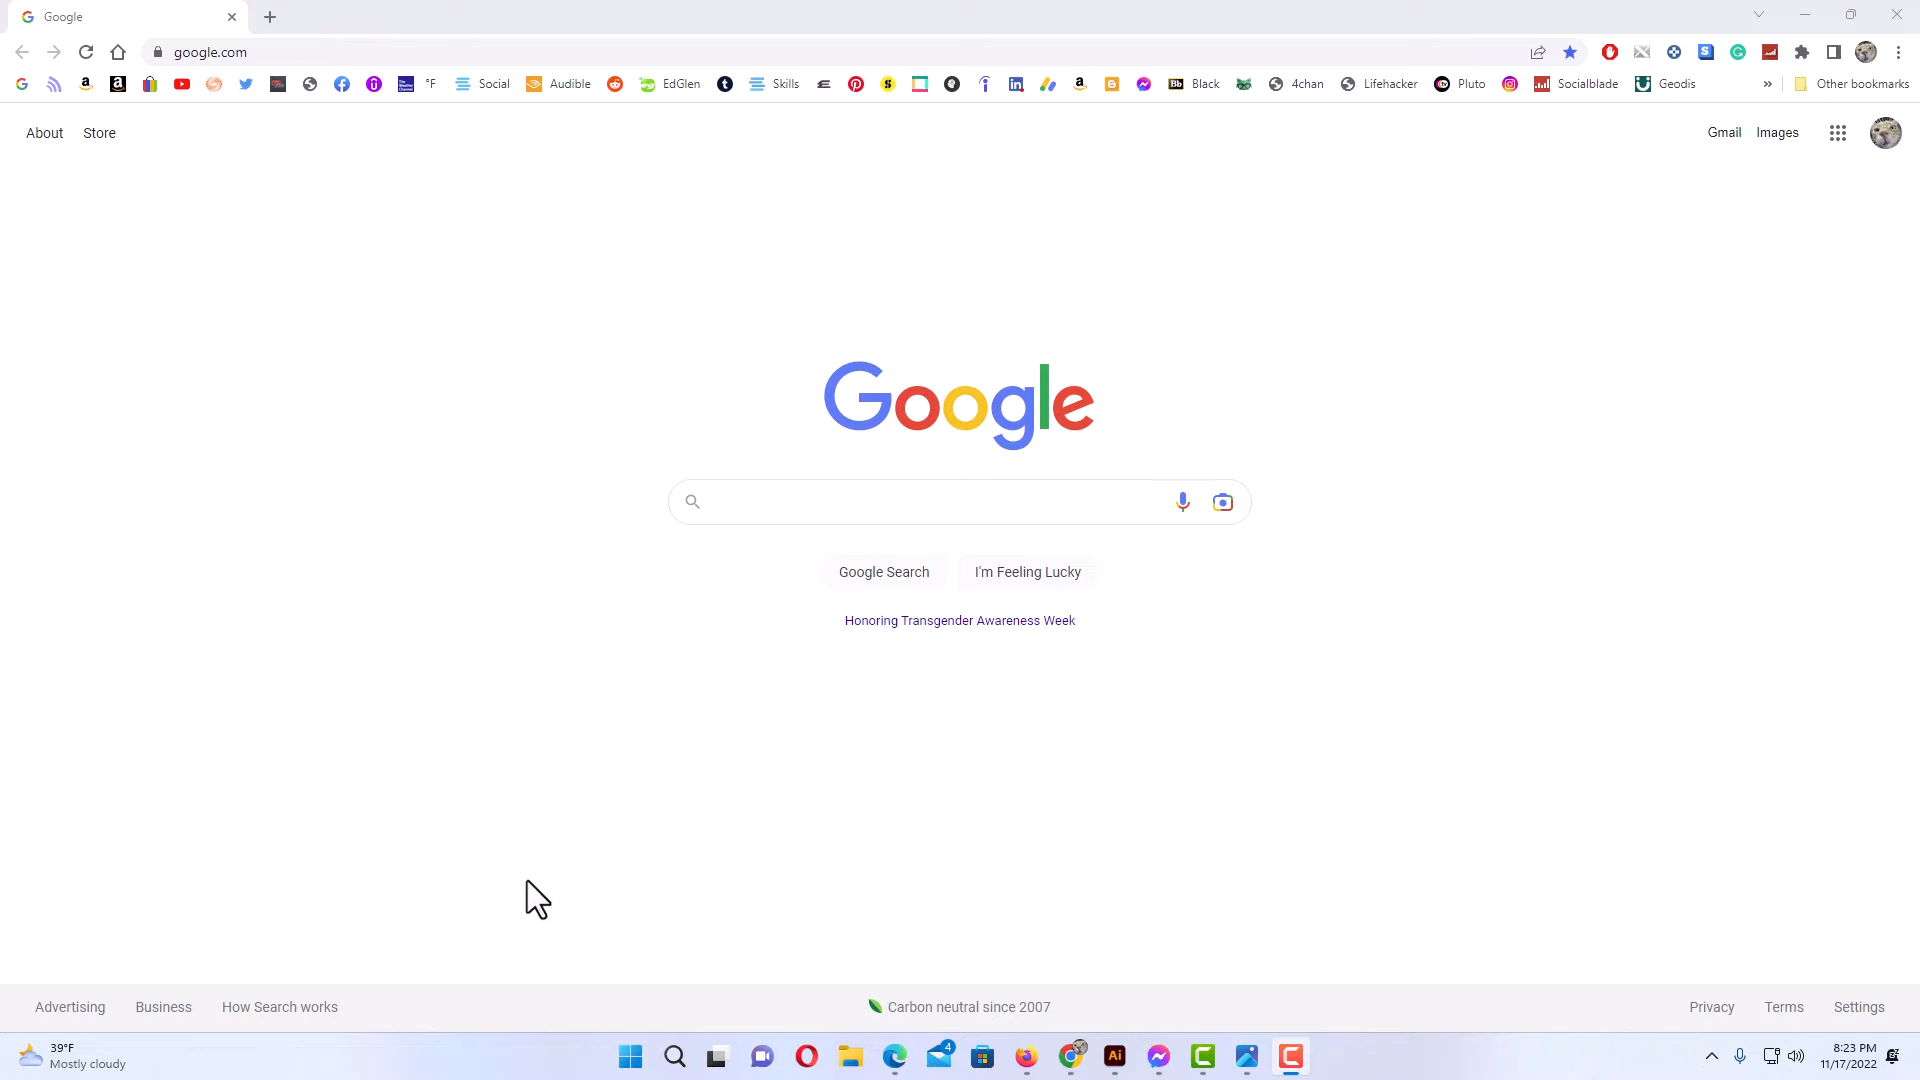 Google
google.com
°F Social Audible EdGlen Skills Black 4chan Lifehacker Pluto Socialblade Geodis » Other bookmarks
About Store Gmail Images
Google
Google Search I'm Feeling Lucky
Honoring Transgender Awareness Week
Advertising Business How Search works Carbon neutral since 2007 Privacy Terms Settings
39°F
Mostly cloudy
4
Ai
8:23 PM
11/17/2022